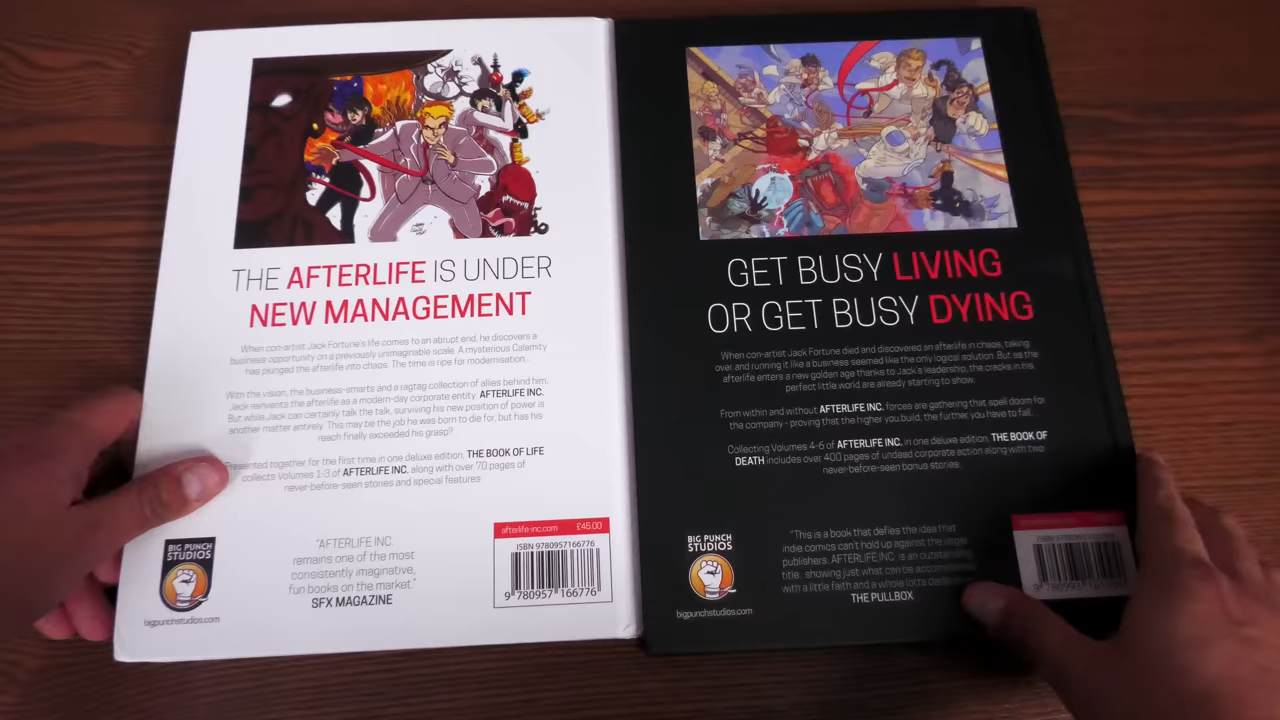 THE AFTERLIFE IS UNDER
NEW MANAGEMENT
When con-artist Jack Fortune's life comes to an abrupt end, he discovers a
business opportunity on a previously unimaginable scale. A mysterious Calamity
has plunged the afterlife into chaos. The time is ripe for modernisation...
With the vision, the business-smarts and a ragtag collection of allies behind him,
Jack reinvents the afterlife as a modern-day corporate entity: AFTERLIFE INC.
But while Jack can certainly talk the talk, surviving his new position of power is
another matter entirely. This may be the job he was born to die for, but has his
reach finally exceeded his grasp?
Presented together for the first time in one deluxe edition, THE BOOK OF LIFE
collects Volumes 1-3 of AFTERLIFE INC. along with over 70 pages of
never-before-seen stories and special features.
BIG PUNCH
STUDIOS
bigpunchstudios.com
"AFTERLIFE INC.
remains one of the most
consistently imaginative,
fun books on the market."
SFX MAGAZINE
afterlife-inc.com £45.00
ISBN 9780957166776
9 780957 166776
GET BUSY LIVING
OR GET BUSY DYING
When con-artist Jack Fortune died and discovered an afterlife in chaos, taking
over and running it like a business seemed like the only logical solution. But as the
afterlife enters a new golden age thanks to Jack's leadership, the cracks in his
perfect little world are already starting to show.
From within and without AFTERLIFE INC. forces are gathering that spell doom for
the company - proving that the higher you build, the further you have to fall...
Collecting Volumes 4-6 of AFTERLIFE INC. in one deluxe edition, THE BOOK OF
DEATH includes over 400 pages of undead corporate action along with two
never-before-seen bonus stories.
BIG PUNCH
STUDIOS
bigpunchstudios.com
"This is a book that defies the idea that
indie comics can't hold up against the larger
publishers. AFTERLIFE INC. is an outstanding
title...showing just what can be
with a little faith and a whole lotta
THE PULLBOX